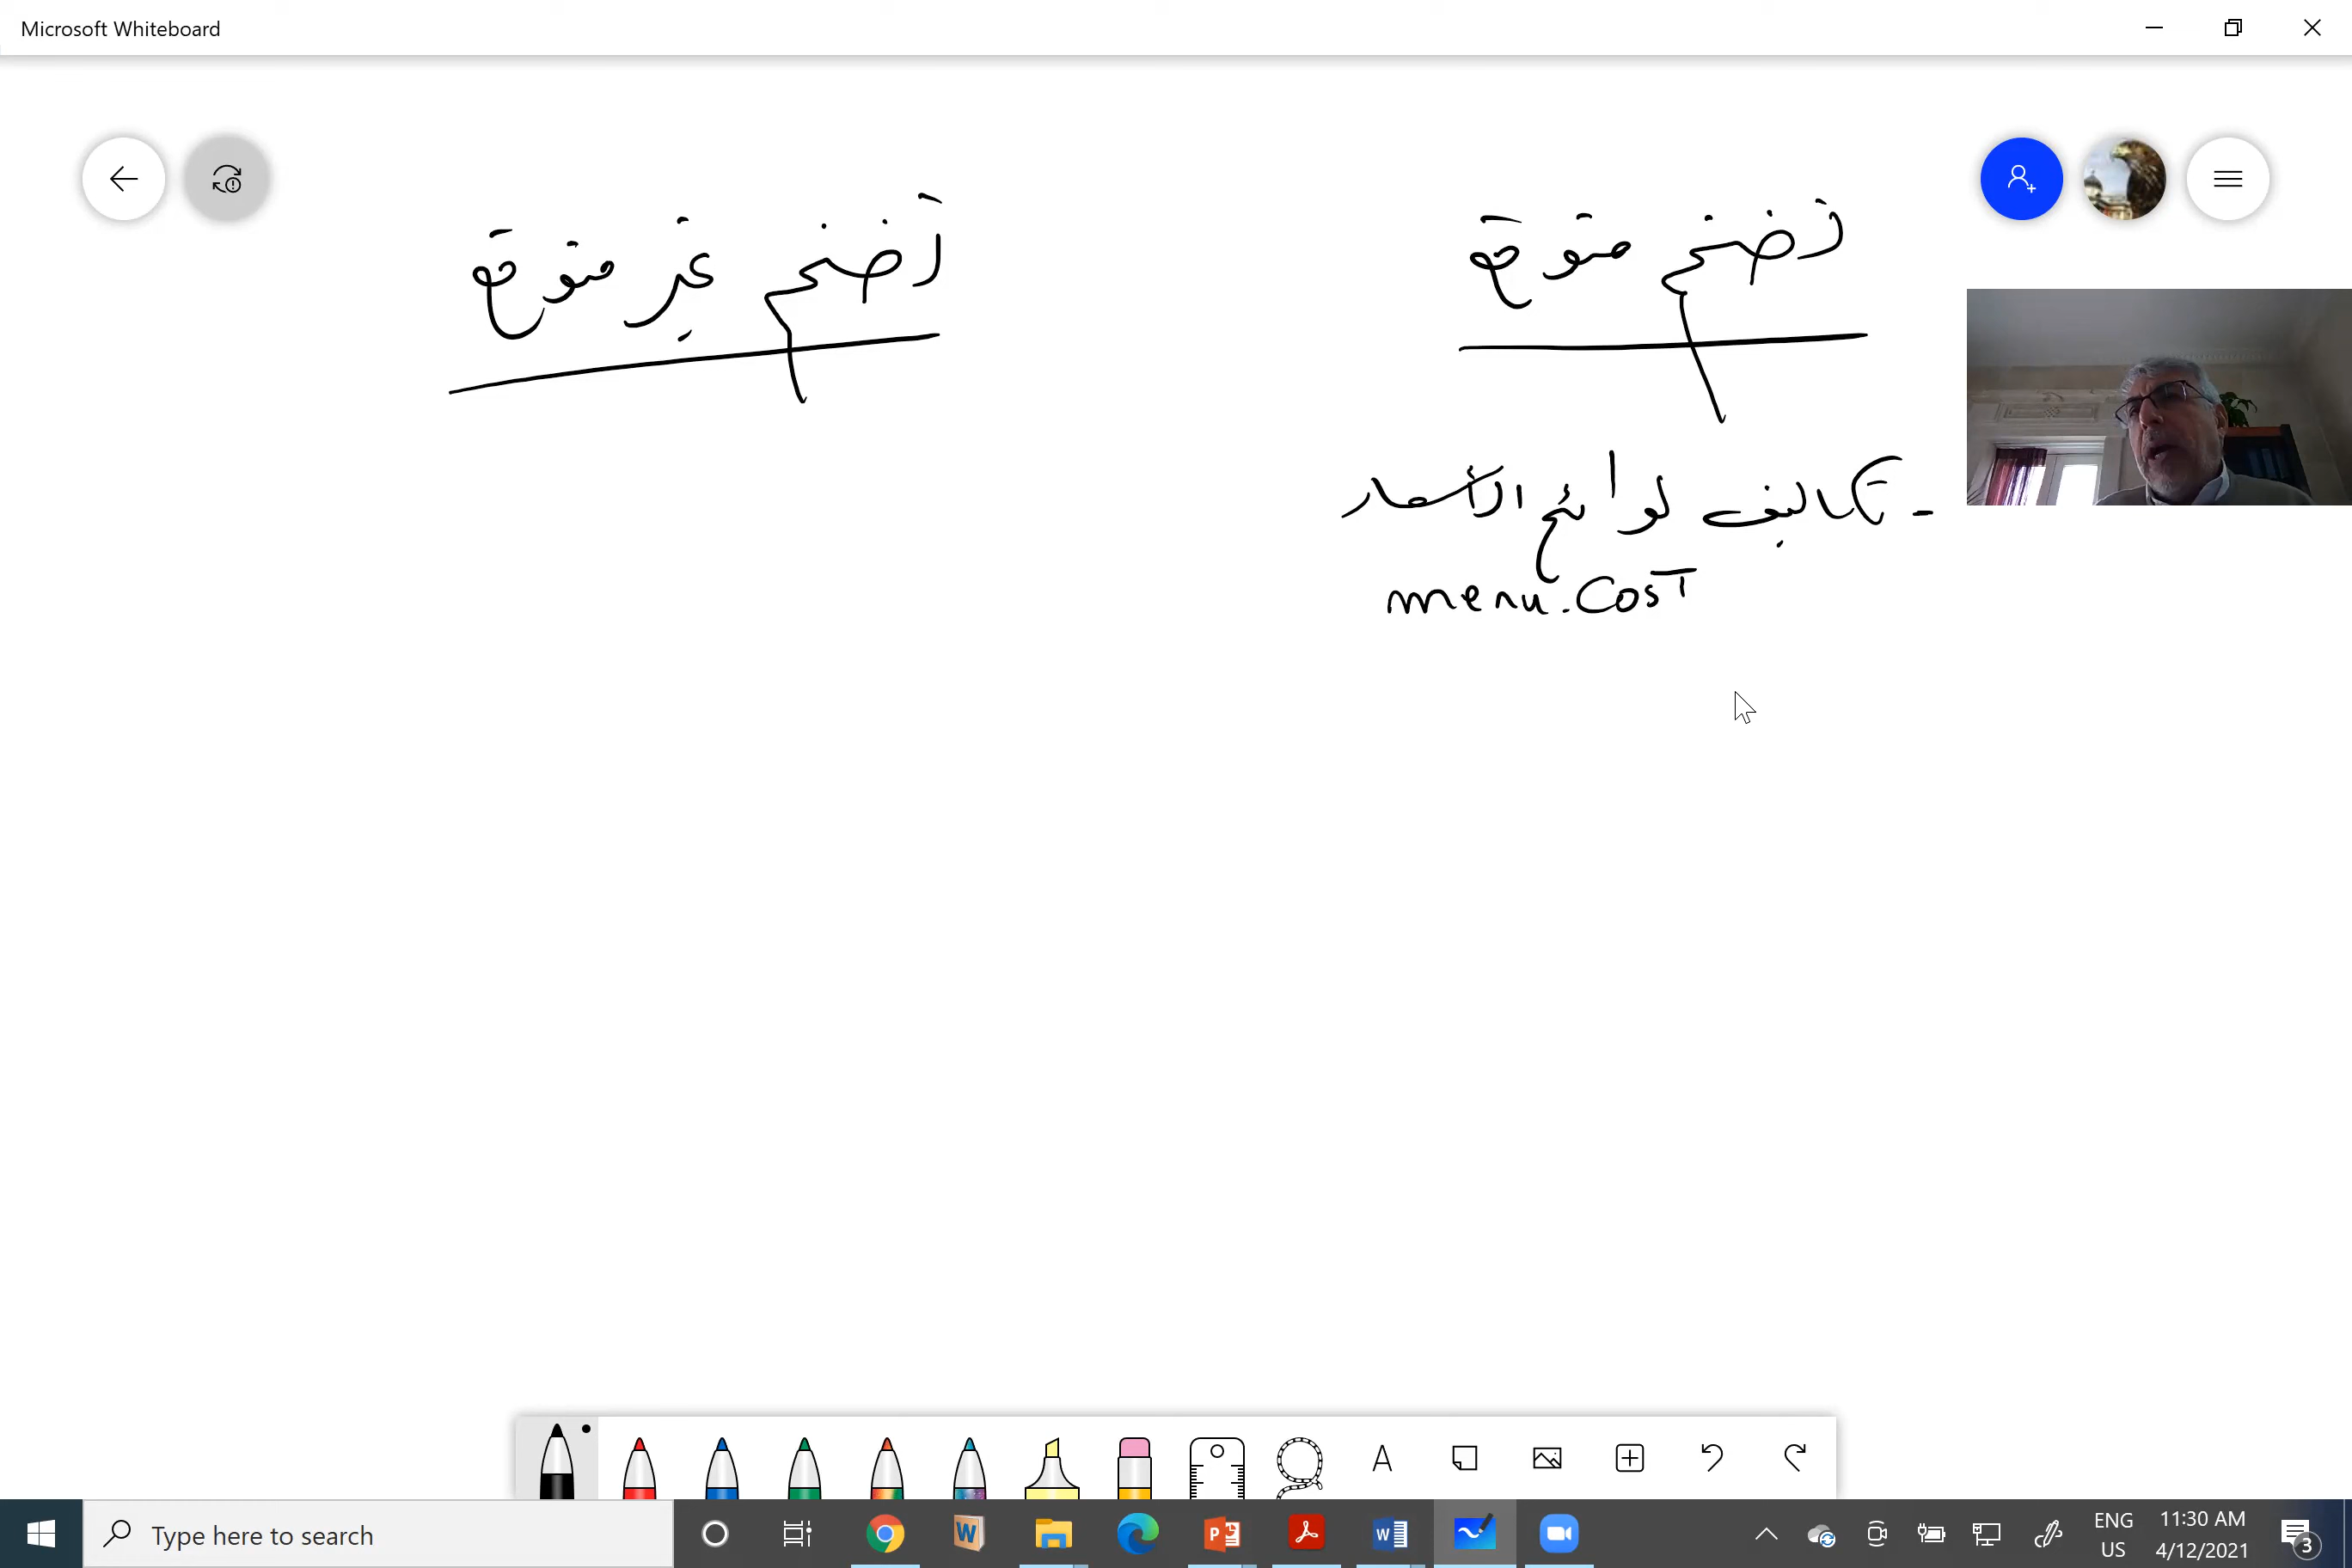 Microsoft Whiteboard
تضخم متوقع
تضخم غير متوقع
- تكاليف لوائح الأسعار
menu.Cost
A
Type here to search
ENG
US
11:30 AM
4/12/2021
3